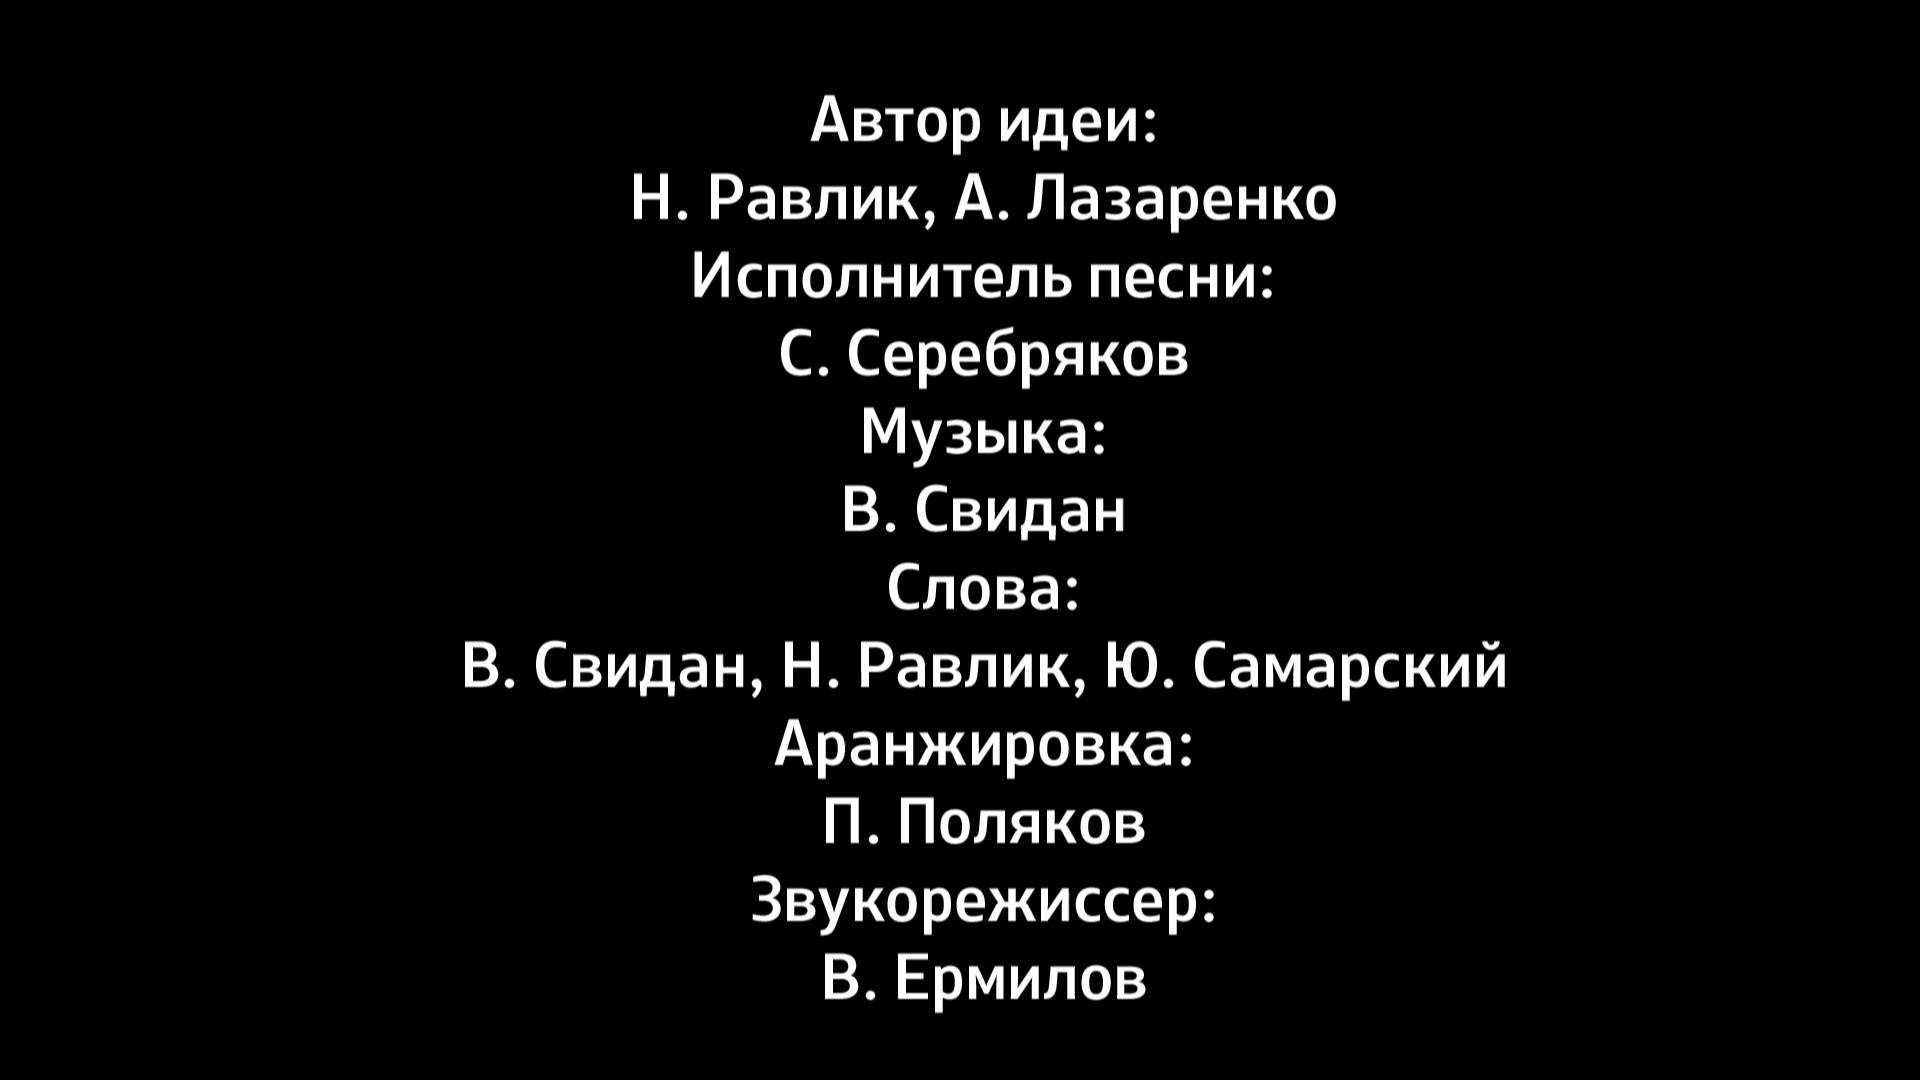 Автор идеи:
Н. Равлик, А. Лазаренко
Исполнитель песни:
С. Серебряков
Музыка:
В. Свидан
Слова:
В. Свидан, Н. Равлик, Ю. Самарский
Аранжировка:
П. Поляков
Звукорежиссер:
В. Ермилов